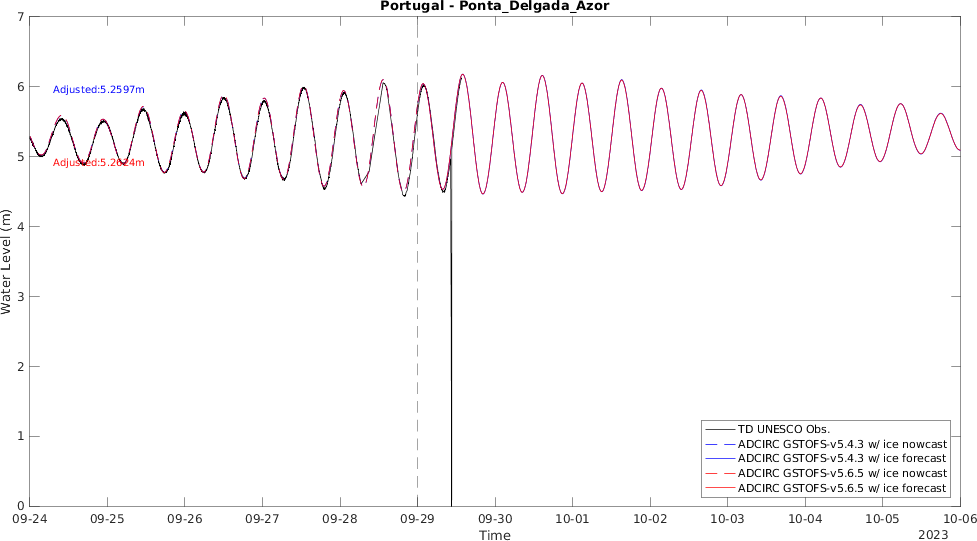 Portugal - Ponta_Delgada_Azor
7
6
5
4
3
2
1
0
Water Level (m)
Adjusted:5.2597m
Adjusted:5.2624m
TD UNESCO Obs.
ADCIRC GSTOFS-v5.4.3 w/ ice nowcast
ADCIRC GSTOFS-v5.4.3 w/ ice forecast
ADCIRC GSTOFS-v5.6.5 w/ ice nowcast
ADCIRC GSTOFS-v5.6.5 w/ ice forecast
09-24 09-25 09-26 09-27 09-28 09-29 09-30 10-01 10-02 10-03 10-04 10-05 10-06
Time
2023